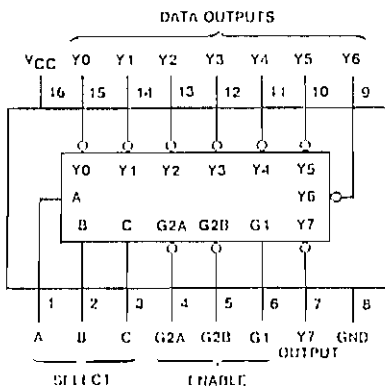 DATA OUTPUTS
VCC Y0 Y1 Y2 Y3 Y4 Y5 Y6
16 15 14 13 12 11 10 9
Y0 Y1 Y2 Y3 Y4 Y5
A Y6
B C G2A G2B G1 Y7
1 2 3 4 5 6 7 8
A B C G2A G2B G1 Y7 GND
OUTPUT
SELECT ENABLE